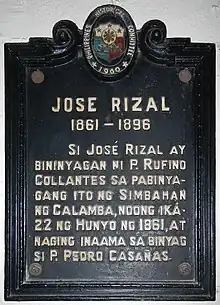 PHILIPPINES HISTORICAL COMMITTEE
1960
JOSE RIZAL
1861 - 1896
SI JOSÉ RIZAL AY
BININYAGAN NI P. RUFINO
COLLANTES SA PABINYA-
GANG ITO NG SIMBAHAN
NG CALAMBA, NOONG IKÁ-
22 NG HUNYO NG 1861, AT
NAGING INAAMA SA BINYAG
SI P. PEDRO CASAÑAS.